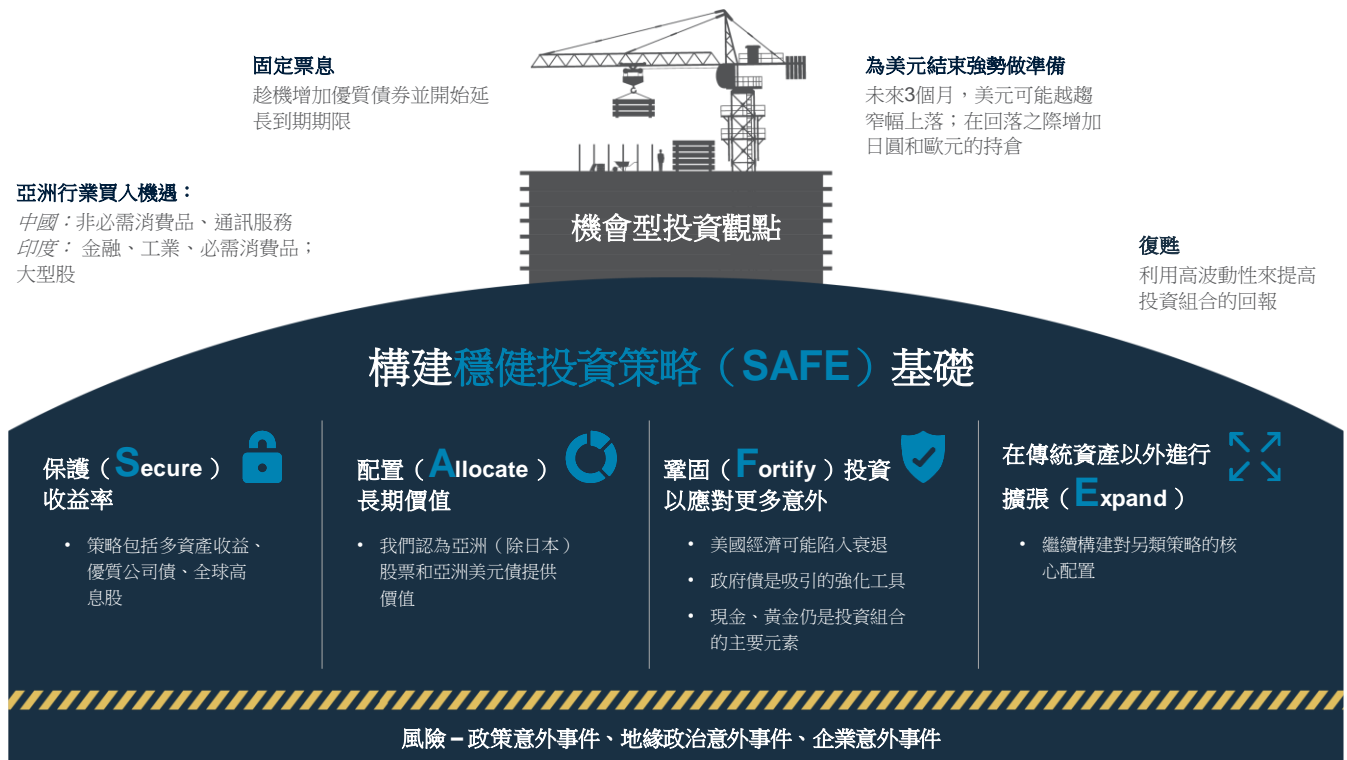 固定票息
趁機增加優質債券並開始延
長到期期限
為美元結束強勢做準備
未來3個月，美元可能越趨
窄幅上落；在回落之際增加
日圓和歐元的持倉
亞洲行業買入機遇：
中國：非必需消費品、通訊服務
印度： 金融、工業、必需消費品；
大型股
機會型投資觀點
復甦
利用高波動性來提高
投資組合的回報
構建穩健投資策略（SAFE）基礎
保護（Secure）
收益率
• 策略包括多資產收益、
優質公司債、全球高
息股
配置（Allocate）
長期價值
• 我們認為亞洲（除日本）
股票和亞洲美元債提供
價值
鞏固（Fortify）投資
以應對更多意外
• 美國經濟可能陷入衰退
• 政府債是吸引的強化工具
• 現金、黃金仍是投資組合
的主要元素
在傳統資產以外進行
擴張（Expand）
• 繼續構建對另類策略的核
心配置
風險 – 政策意外事件、地緣政治意外事件、企業意外事件